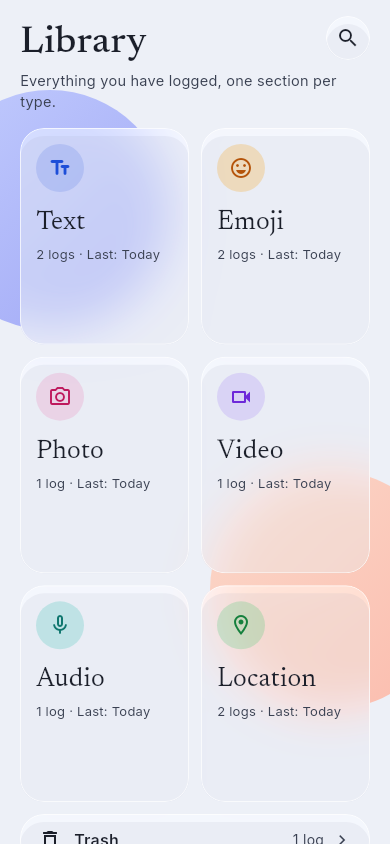 Library
Everything you have logged, one section per
type.
Text
2 logs · Last: Today
Emoji
2 logs · Last: Today
Photo
1 log · Last: Today
Video
1 log · Last: Today
Audio
1 log · Last: Today
Location
2 logs · Last: Today
Trash
1 log